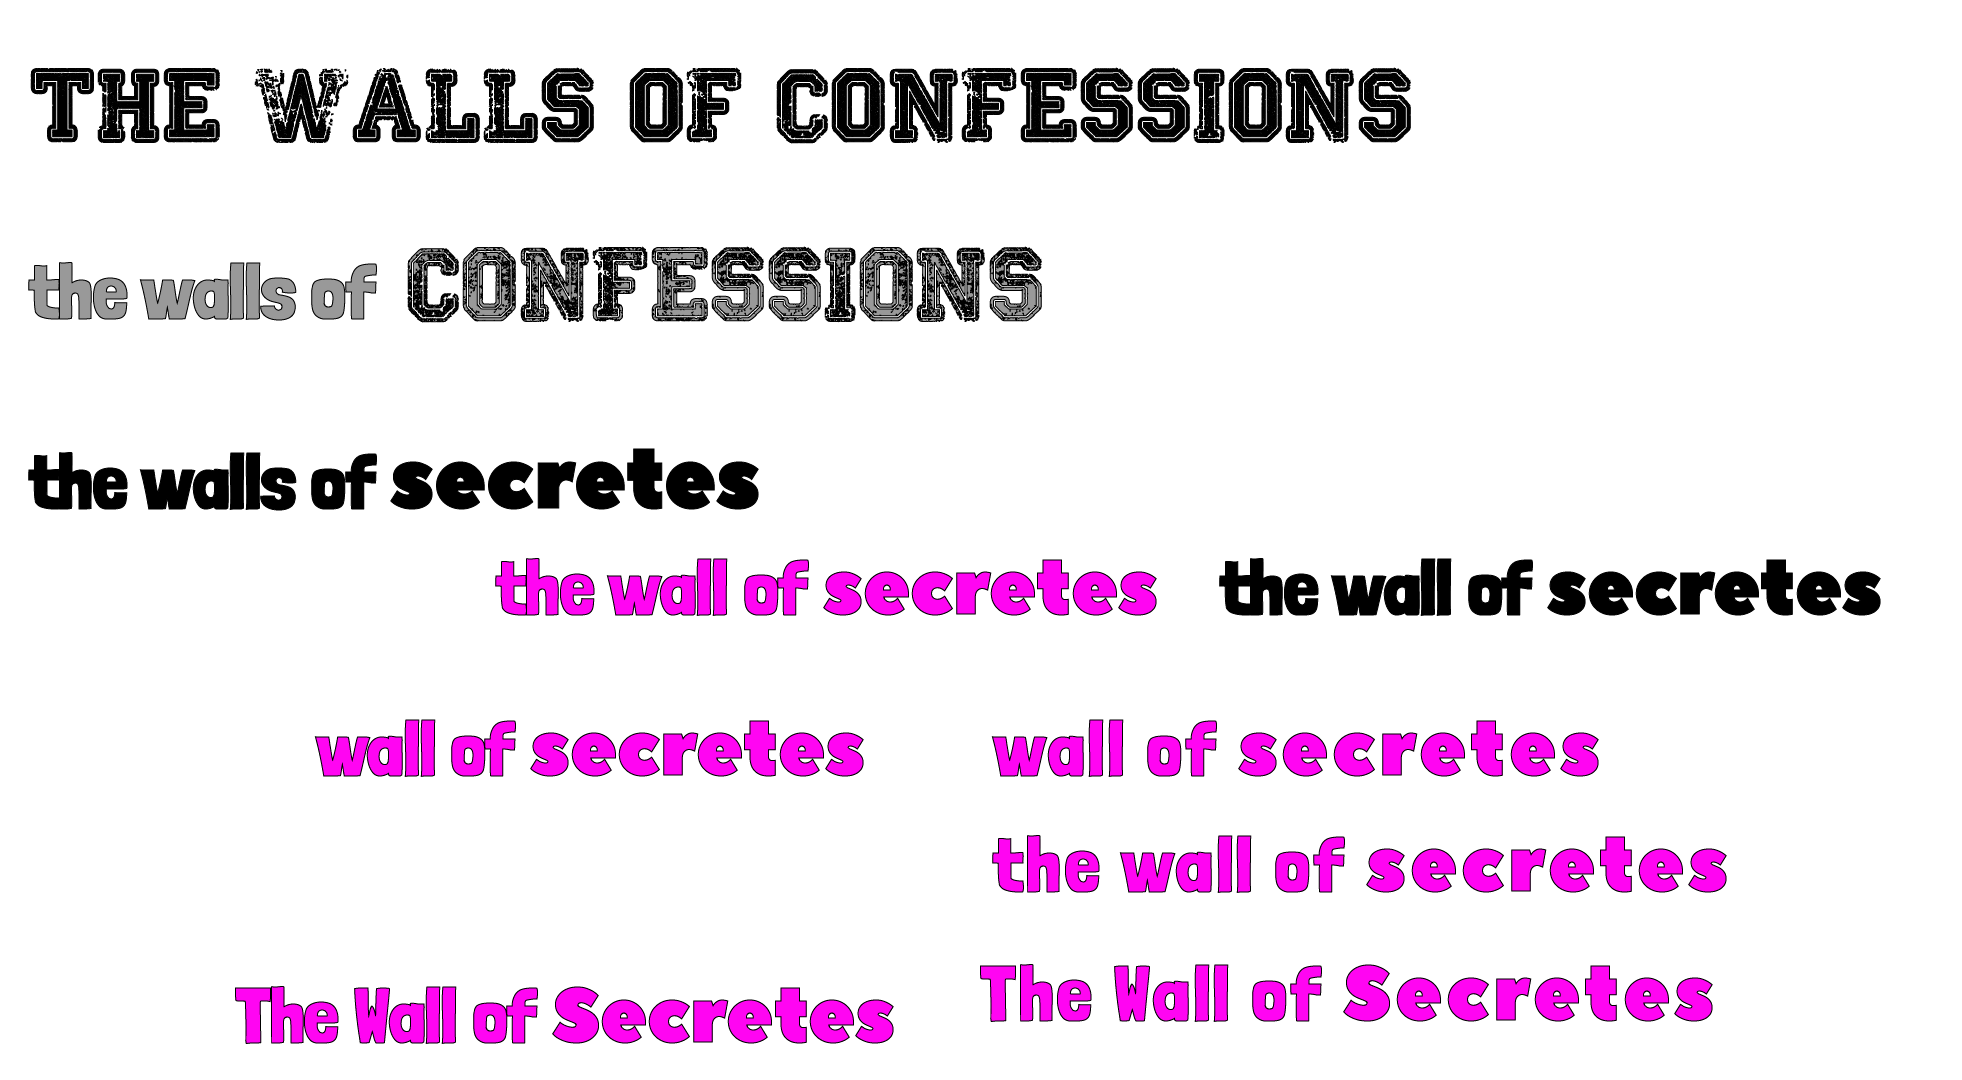 THE WALLS OF CONFESSIONS
the walls of CONFESSIONS
the walls of secretes
the wall of secretes
the wall of secretes
wall of secretes
wall of secretes
the wall of secretes
The Wall of Secretes
The Wall of Secretes